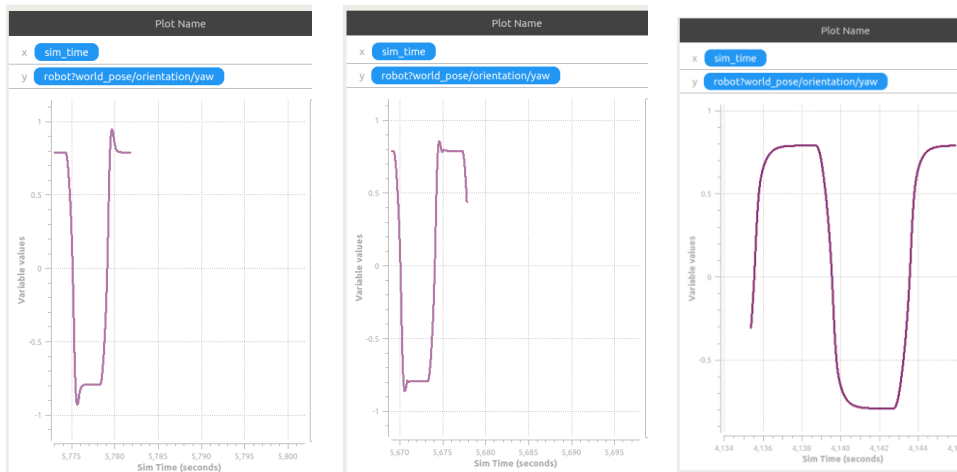 Plot Name
x sim_time
y robot?world_pose/orientation/yaw
1
0.5
0
-0.5
-1
Variable values
5,775 5,780 5,785 5,790 5,795 5,800
Sim Time (seconds)
Plot Name
x sim_time
y robot?world_pose/orientation/yaw
1
0.5
0
-0.5
-1
Variable values
5,670 5,675 5,680 5,685 5,690 5,695
Sim Time (seconds)
Plot Name
x sim_time
y robot?world_pose/orientation/yaw
1
0.5
0
-0.5
Variable values
4,134 4,136 4,138 4,140 4,142 4,144
Sim Time (seconds)